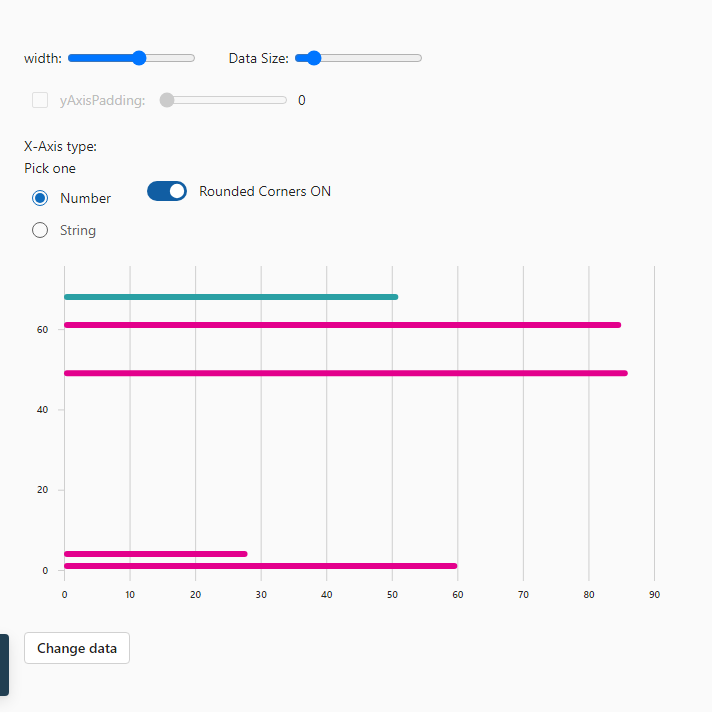 width: Data Size:
yAxisPadding: 0
X-Axis type:
Pick one
Number Rounded Corners ON
String
60
40
20
0
0 10 20 30 40 50 60 70 80 90
Change data